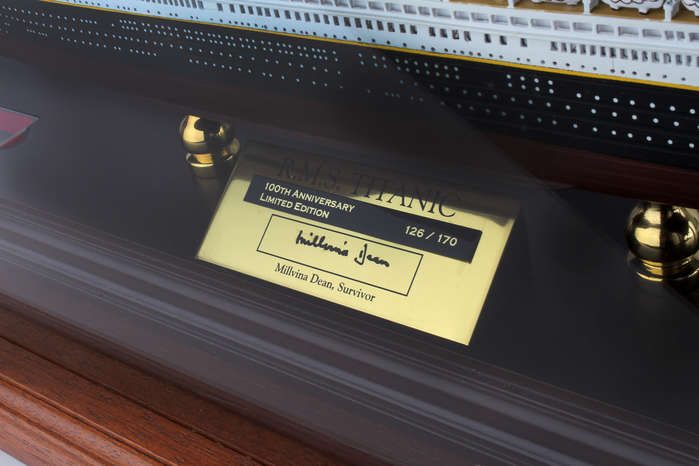 R.M.S. TITANIC
100TH ANNIVERSARY
LIMITED EDITION
126 / 170
Millvina Dean
Millvina Dean, Survivor